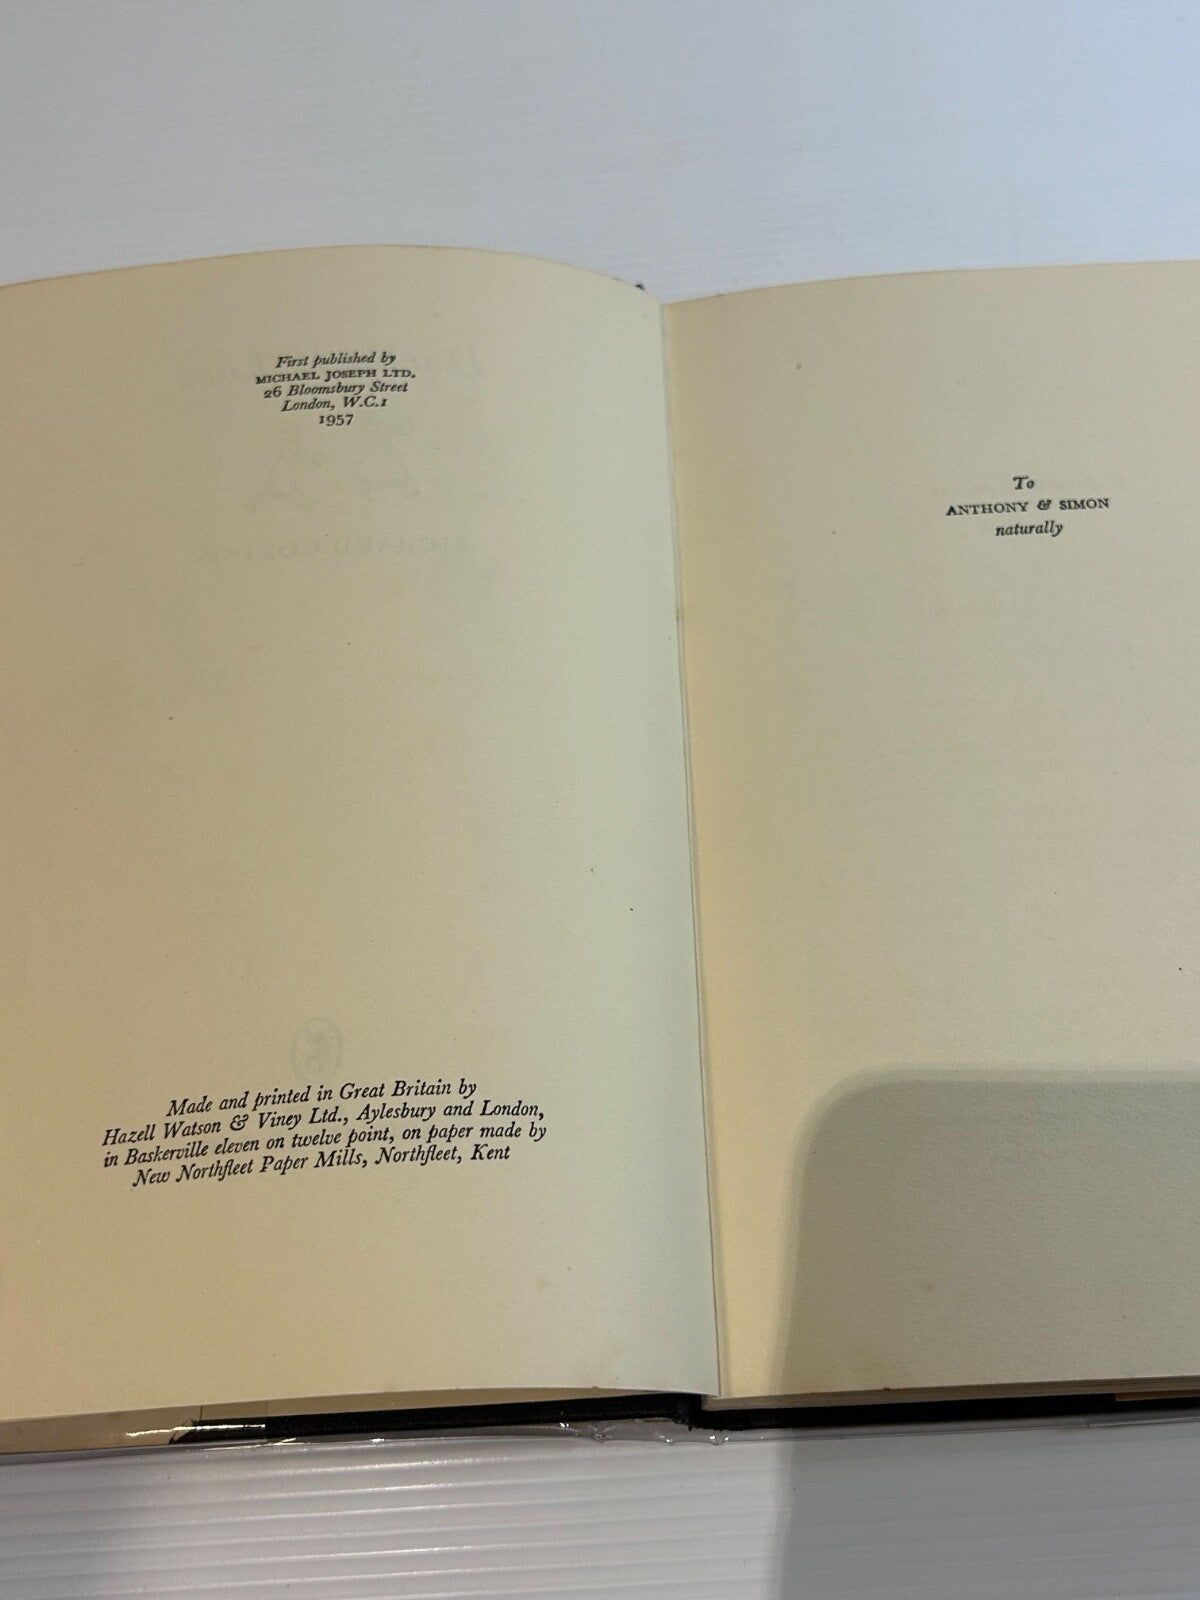 First published by
MICHAEL JOSEPH LTD.
26 Bloomsbury Street
London, W.C.1
1957
Made and printed in Great Britain by
Hazell Watson & Viney Ltd., Aylesbury and London,
in Baskerville eleven on twelve point, on paper made by
New Northfleet Paper Mills, Northfleet, Kent
To
ANTHONY & SIMON
naturally